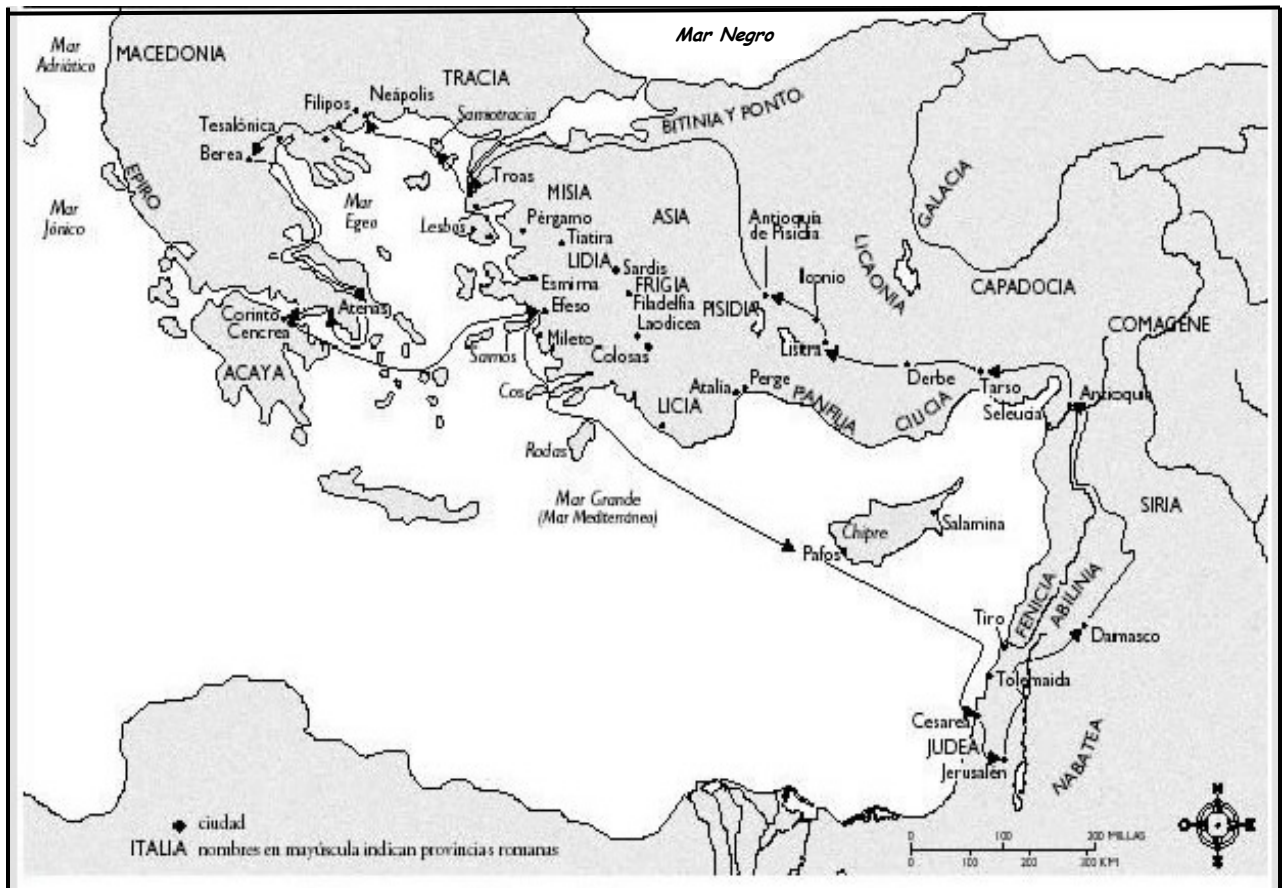 Mar Negro
Mar
Adriático
MACEDONIA
TRACIA
Filipos
Neápolis
Samotracia
BITINIA Y PONTO
Tesalónica
Berea
EPIRO
Troas
MISIA
GALACIA
Mar
Jónico
Mar
Egeo
Lesbos
Pérgamo
ASIA
Antioquía
de Pisidia
LICAONIA
Tiatira
LIDIA
Sardis
Iconio
CAPADOCIA
Esmirna
FRIGIA
Filadelfia
PISIDIA
Efeso
Atenas
Corinto
Cencrea
Laodicea
COMAGENE
Samos
Mileto
Colosas
Listra
ACAYA
Derbe
Tarso
Cos
Atalia
Perge
PANFILIA
CILICIA
Seleucia
Antioquía
LICIA
Rodas
Mar Grande
(Mar Mediterráneo)
SIRIA
Chipre
Salamina
Pafos
FENICIA
ABILINIA
Tiro
Damasco
Tolemaida
Cesarea
JUDEA
Jerusalén
NABATEA
N
O
E
S
ciudad
ITALIA nombres en mayúscula indican provincias romanas
0 100 200 MILLAS
0 100 200 300 KM